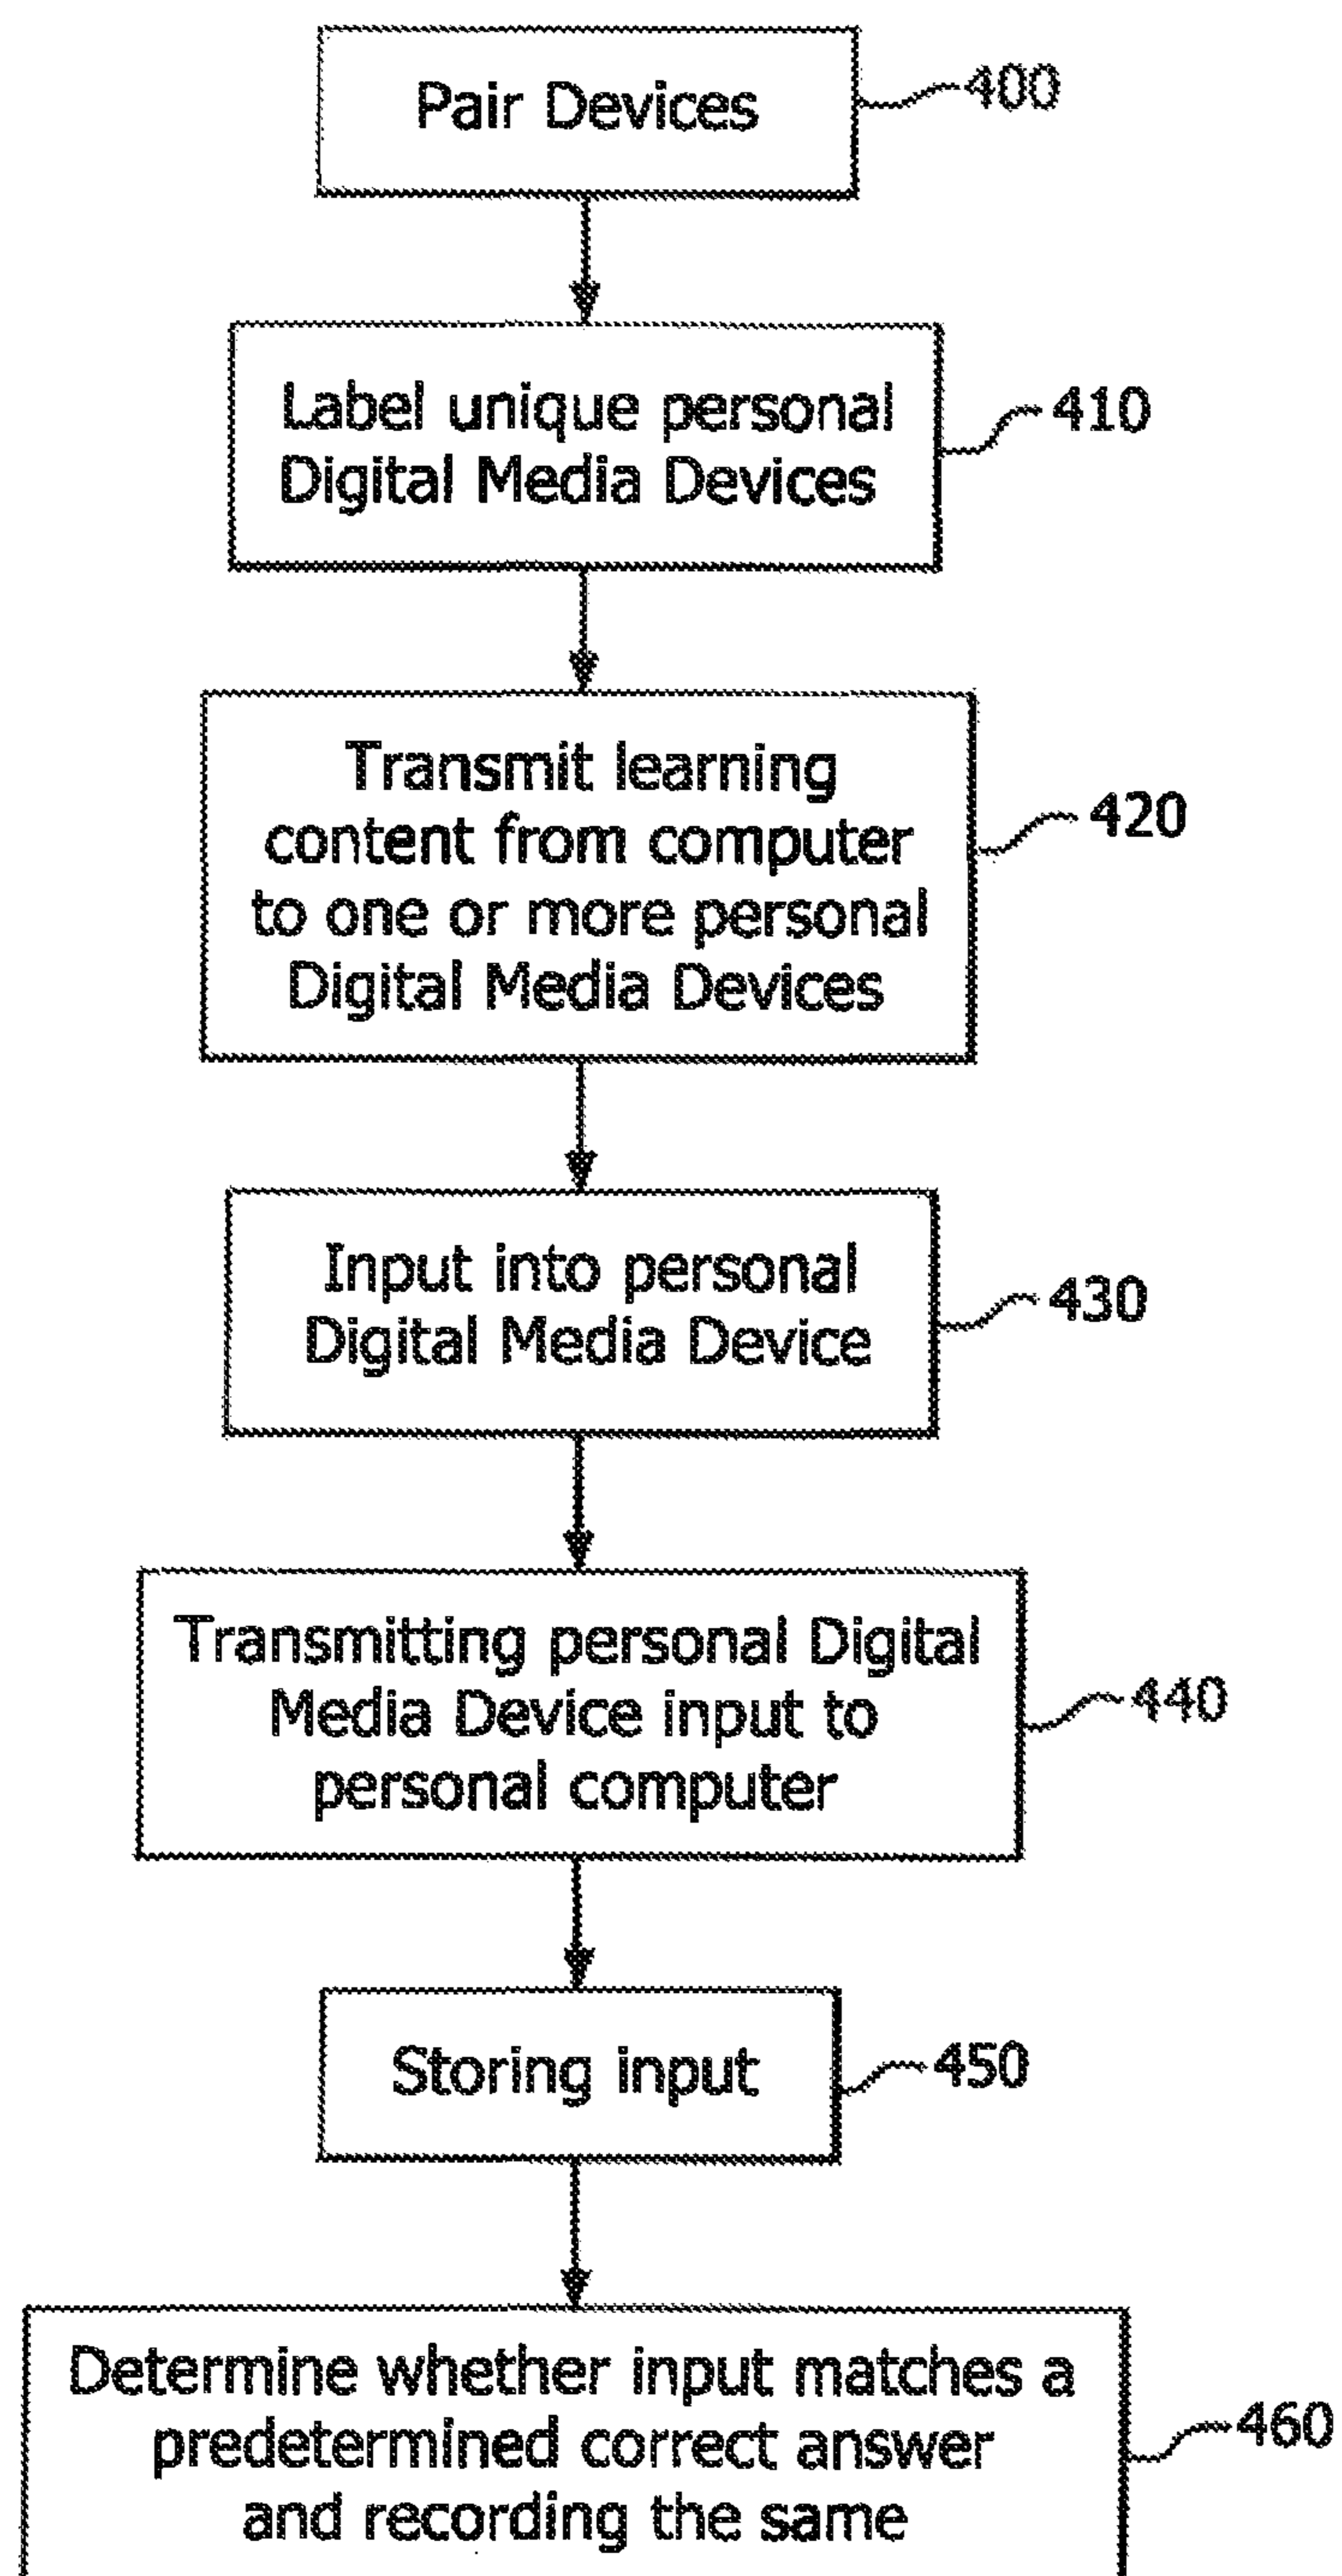 Pair Devices
400
Label unique personal
Digital Media Devices
410
Transmit learning
content from computer
to one or more personal
Digital Media Devices
420
Input into personal
Digital Media Device
430
Transmitting personal Digital
Media Device input to
personal computer
440
Storing input
450
Determine whether input matches a
predetermined correct answer
and recording the same
460